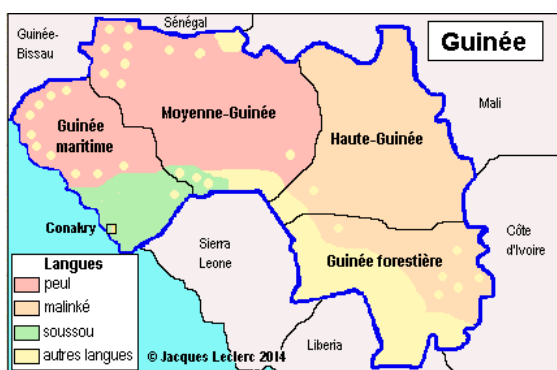 Guinée
Sénégal
Guinée-
Bissau
Mali
Moyenne-Guinée
Guinée
maritime
Haute-Guinée
Conakry
Sierra
Leone
Côte
d'Ivoire
Guinée forestière
Liberia
Langues
peul
malinké
soussou
autres langues
© Jacques Leclerc 2014